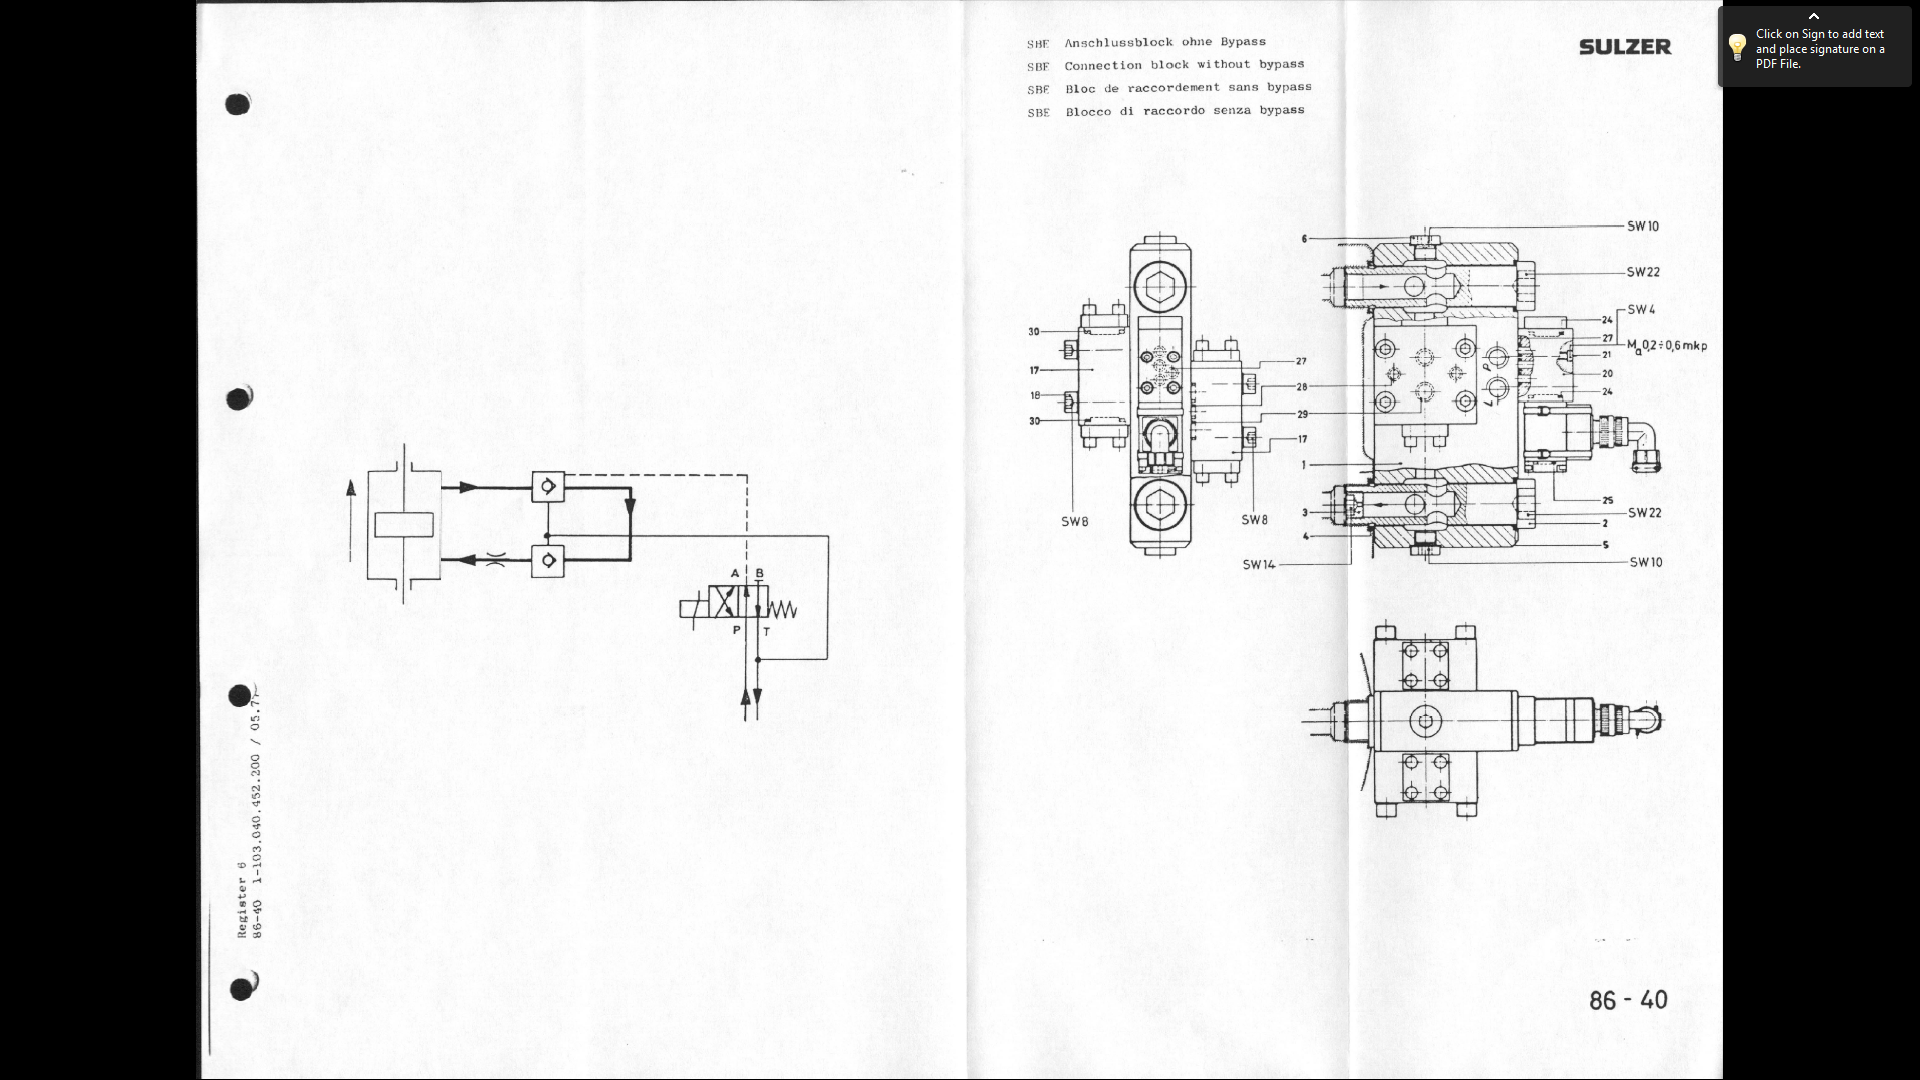 SBE Anschlussblock ohne Bypass
SBE Connection block without bypass
SBE Bloc de raccordement sans bypass
SBE Blocco di raccordo senza bypass
SULZER
Click on Sign to add text
and place signature on a
PDF File.
A B
P T
30
17
18
30
SW8
SW8
27
28
29
17
6
1
3
4
SW14
P
L
SW10
SW22
SW4
24
27
Ma 0,2÷0,6mkp
21
20
24
25
SW22
2
5
SW10
Register 6
86-40 1-103.040.452.200 / 05.
86 - 40